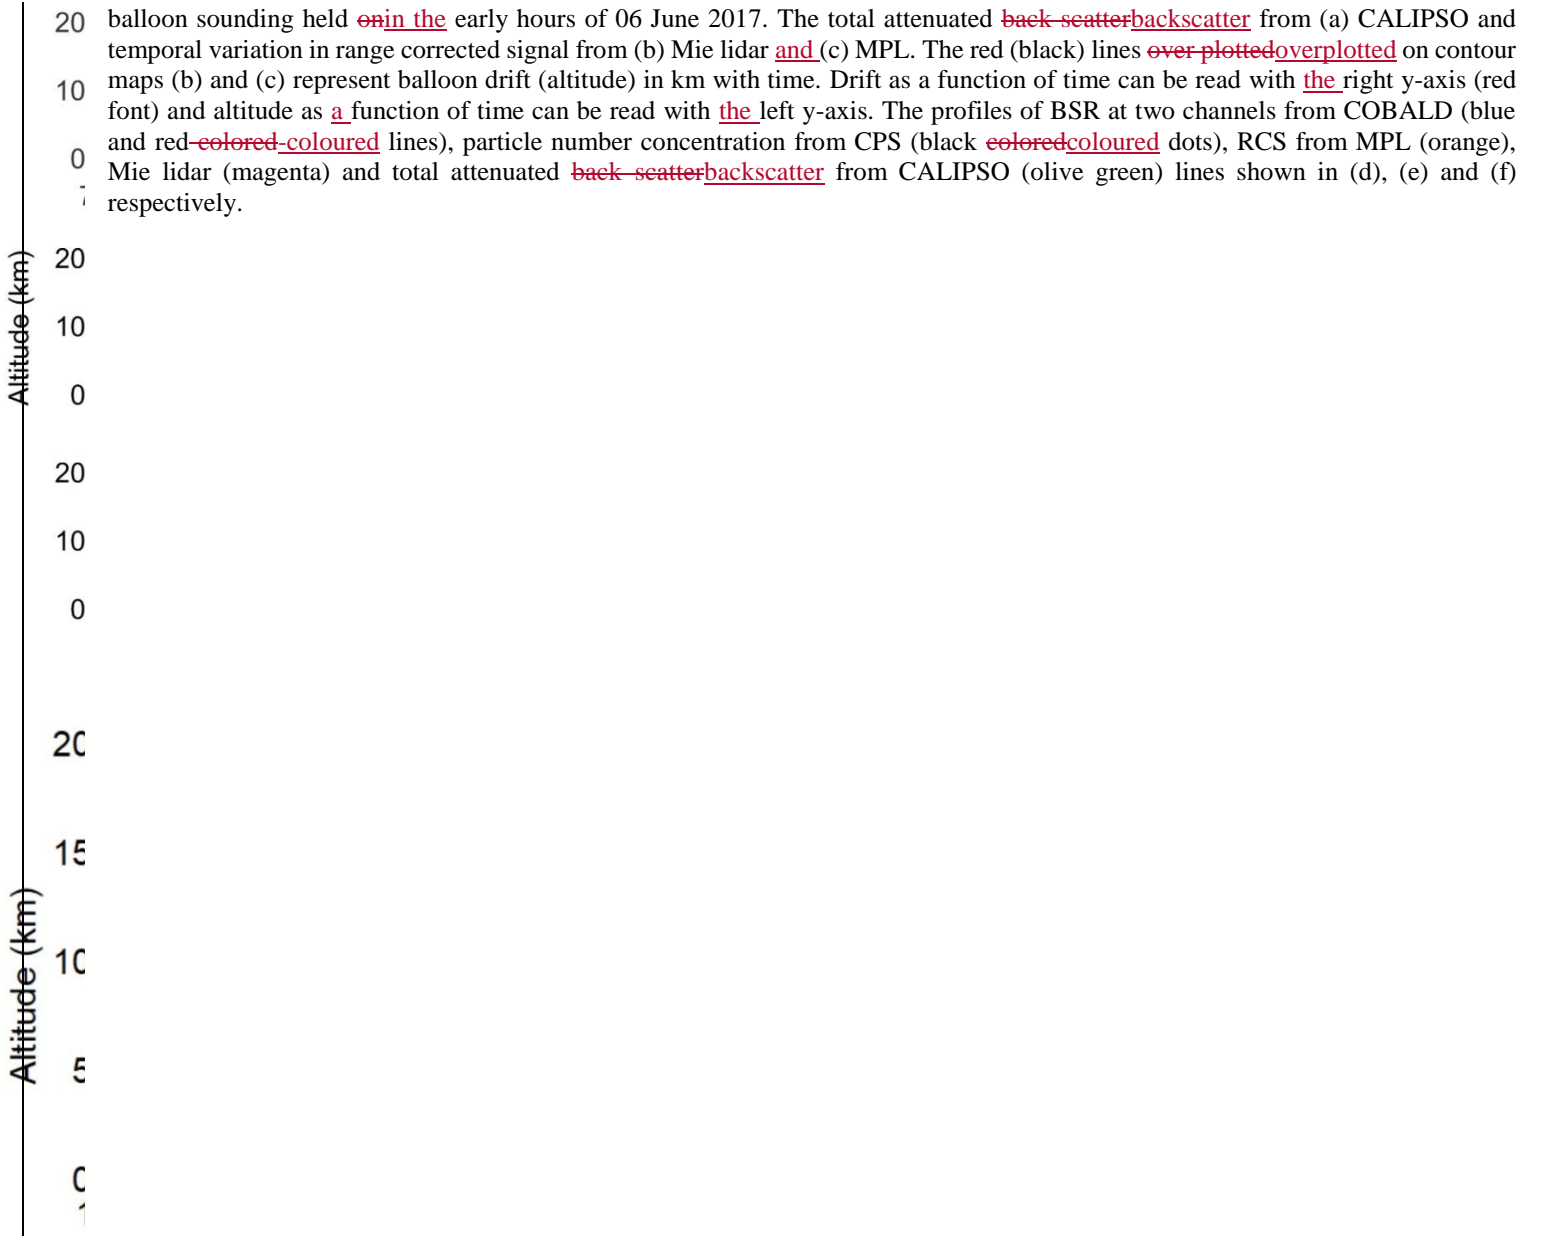 balloon sounding held onin the early hours of 06 June 2017. The total attenuated back scatterbackscatter from (a) CALIPSO and
temporal variation in range corrected signal from (b) Mie lidar and (c) MPL. The red (black) lines over plottedoverplotted on contour
maps (b) and (c) represent balloon drift (altitude) in km with time. Drift as a function of time can be read with the right y-axis (red
font) and altitude as a function of time can be read with the left y-axis. The profiles of BSR at two channels from COBALD (blue
and red colored-coloured lines), particle number concentration from CPS (black coloredcoloured dots), RCS from MPL (orange),
Mie lidar (magenta) and total attenuated back scatterbackscatter from CALIPSO (olive green) lines shown in (d), (e) and (f)
respectively.
20
10
0
Altitude (km)
20
10
0
20
10
0
Altitude (km)
20
15
10
5
0